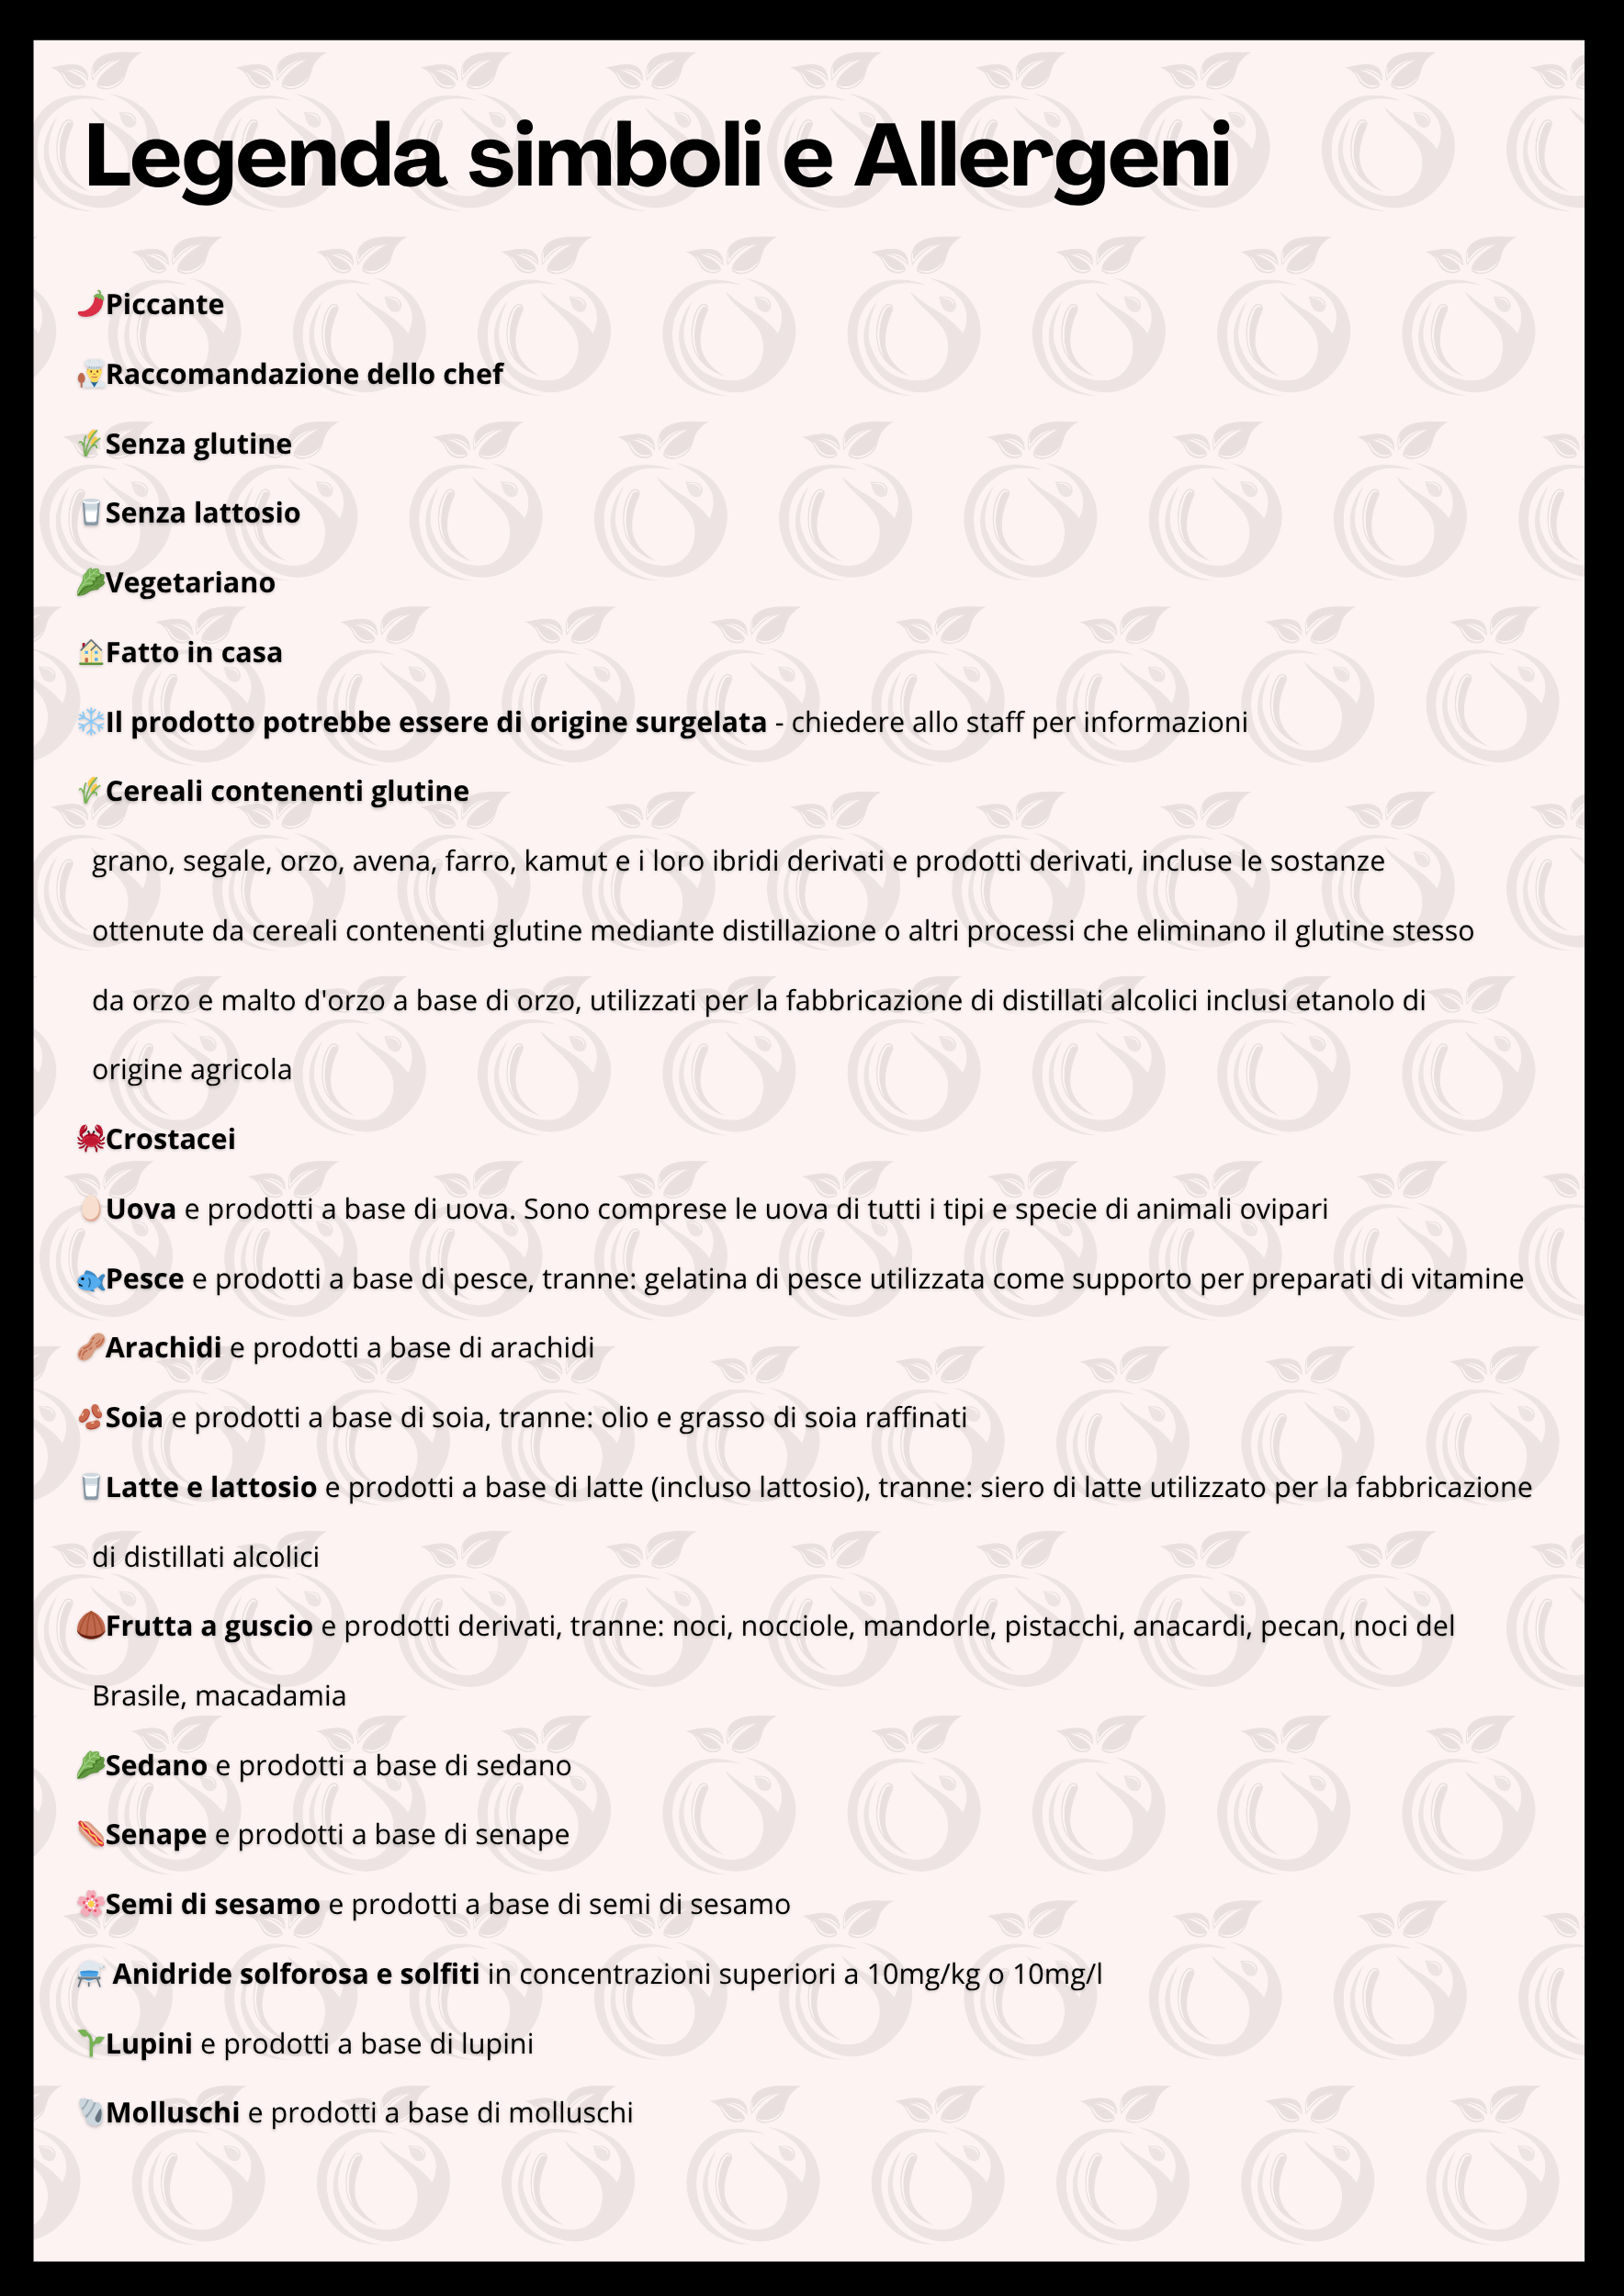 Legenda simboli e Allergeni
🌶️Piccante
👨‍🍳Raccomandazione dello chef
🌾Senza glutine
🥛Senza lattosio
🥬Vegetariano
🏠Fatto in casa
❄️Il prodotto potrebbe essere di origine surgelata - chiedere allo staff per informazioni
🌾Cereali contenenti glutine
grano, segale, orzo, avena, farro, kamut e i loro ibridi derivati e prodotti derivati, incluse le sostanze
ottenute da cereali contenenti glutine mediante distillazione o altri processi che eliminano il glutine stesso
da orzo e malto d'orzo a base di orzo, utilizzati per la fabbricazione di distillati alcolici inclusi etanolo di
origine agricola
🦀Crostacei
🥚Uova e prodotti a base di uova. Sono comprese le uova di tutti i tipi e specie di animali ovipari
🐟Pesce e prodotti a base di pesce, tranne: gelatina di pesce utilizzata come supporto per preparati di vitamine
🥜Arachidi e prodotti a base di arachidi
🫘Soia e prodotti a base di soia, tranne: olio e grasso di soia raffinati
🥛Latte e lattosio e prodotti a base di latte (incluso lattosio), tranne: siero di latte utilizzato per la fabbricazione
di distillati alcolici
🌰Frutta a guscio e prodotti derivati, tranne: noci, nocciole, mandorle, pistacchi, anacardi, pecan, noci del
Brasile, macadamia
🥬Sedano e prodotti a base di sedano
🌭Senape e prodotti a base di senape
🌸Semi di sesamo e prodotti a base di semi di sesamo
Anidride solforosa e solfiti in concentrazioni superiori a 10mg/kg o 10mg/l
🌱Lupini e prodotti a base di lupini
🐚Molluschi e prodotti a base di molluschi